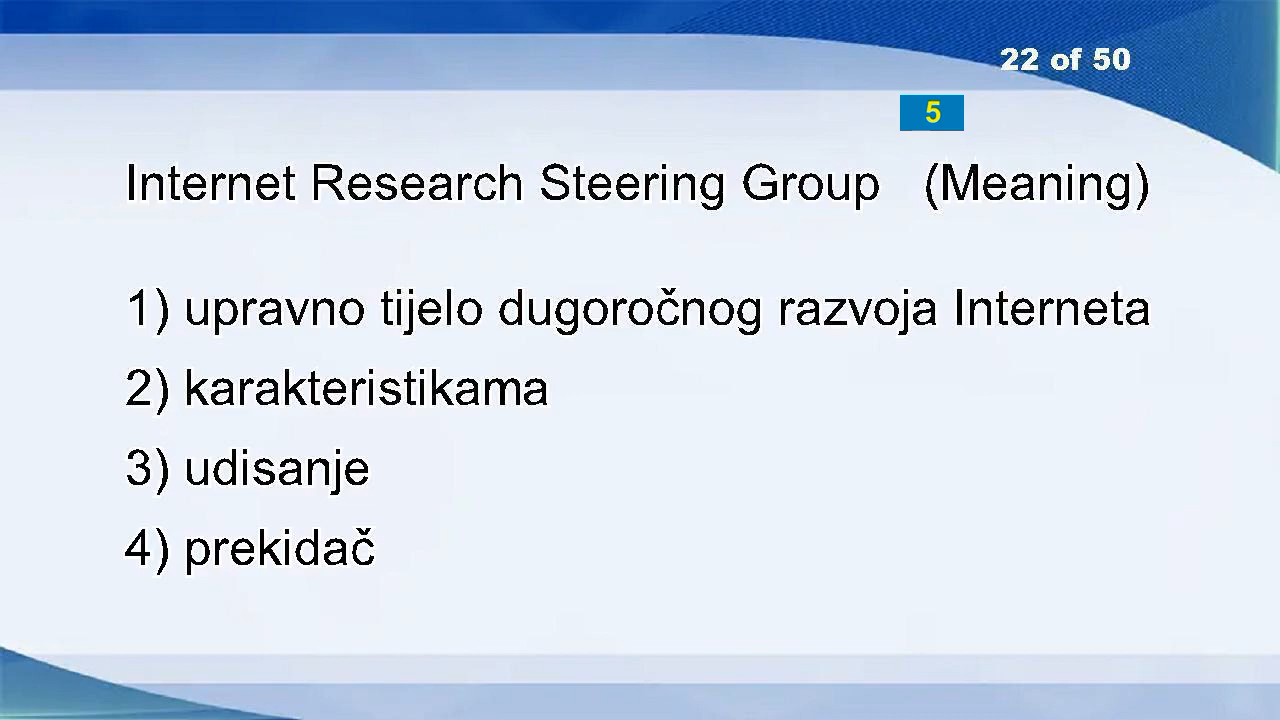 22 of 50
5
Internet Research Steering Group (Meaning)
1) upravno tijelo dugoročnog razvoja Interneta
2) karakteristikama
3) udisanje
4) prekidač